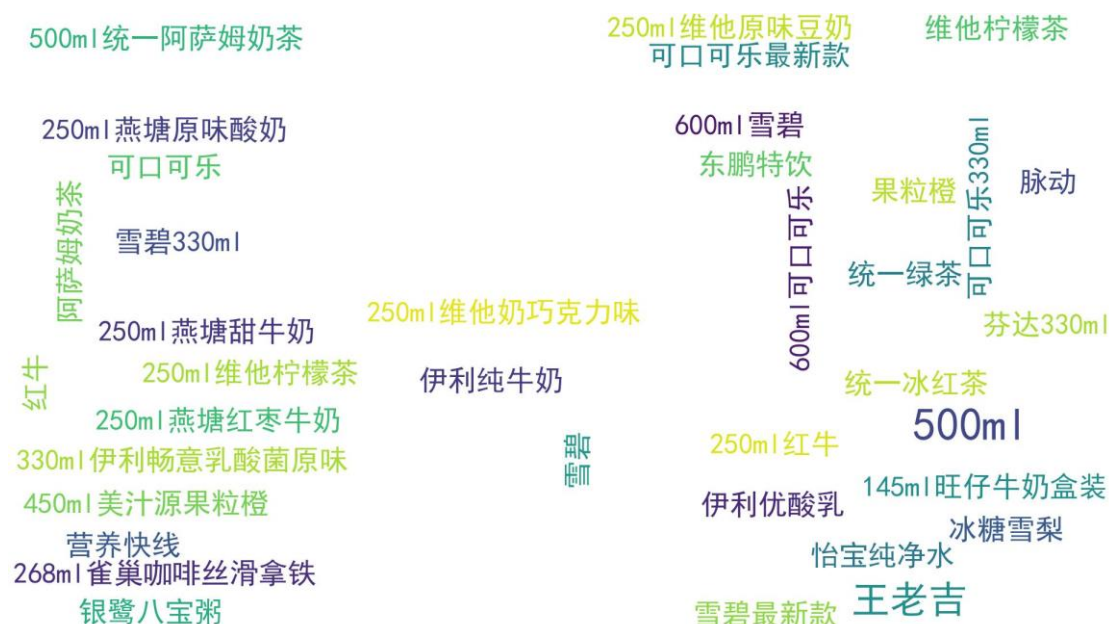 500ml统一阿萨姆奶茶
250ml维他原味豆奶
维他柠檬茶
可口可乐最新款
250ml燕塘原味酸奶
600ml雪碧
可口可乐
东鹏特饮
可口可乐330ml
脉动
果粒橙
阿萨姆奶茶
雪碧330ml
600ml可口可乐
统一绿茶
250ml维他奶巧克力味
芬达330ml
250ml燕塘甜牛奶
红牛
250ml维他柠檬茶
伊利纯牛奶
统一冰红茶
250ml燕塘红枣牛奶
500ml
雪碧
250ml红牛
330ml伊利畅意乳酸菌原味
450ml美汁源果粒橙
伊利优酸乳
145ml旺仔牛奶盒装
冰糖雪梨
营养快线
怡宝纯净水
268ml雀巢咖啡丝滑拿铁
银鹭八宝粥
雪碧最新款
王老吉